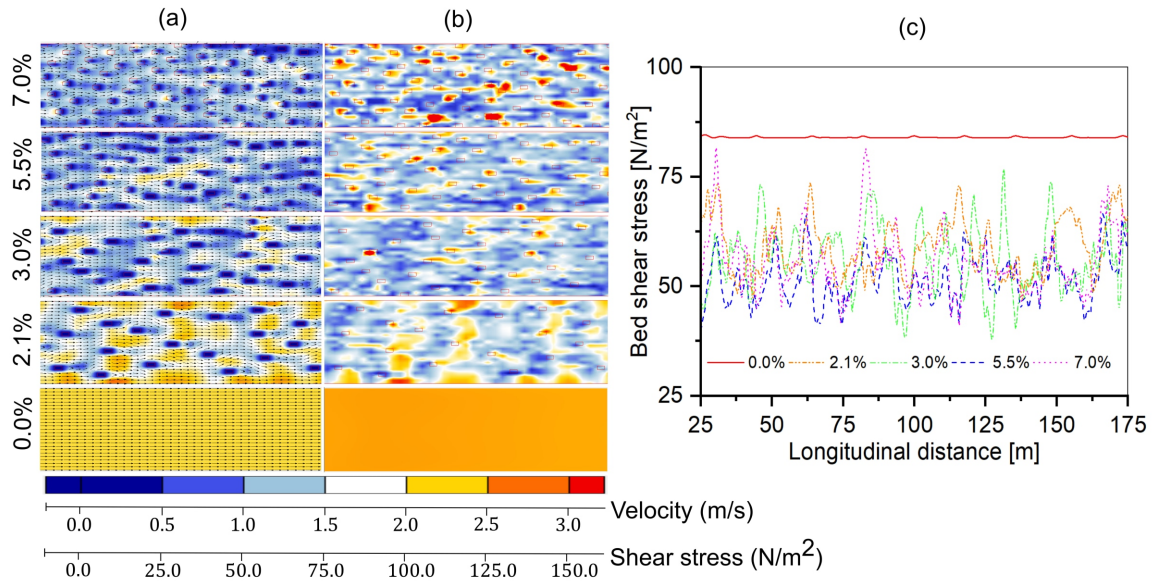 (a)
(b)
(c)
7.0%
5.5%
3.0%
2.1%
0.0%
0.0 0.5 1.0 1.5 2.0 2.5 3.0
Velocity (m/s)
0.0 25.0 50.0 75.0 100.0 125.0 150.0
Shear stress (N/m²)
Bed shear stress [N/m²]
100
75
50
25
0.0% 2.1% 3.0% 5.5% 7.0%
25 50 75 100 125 150 175
Longitudinal distance [m]